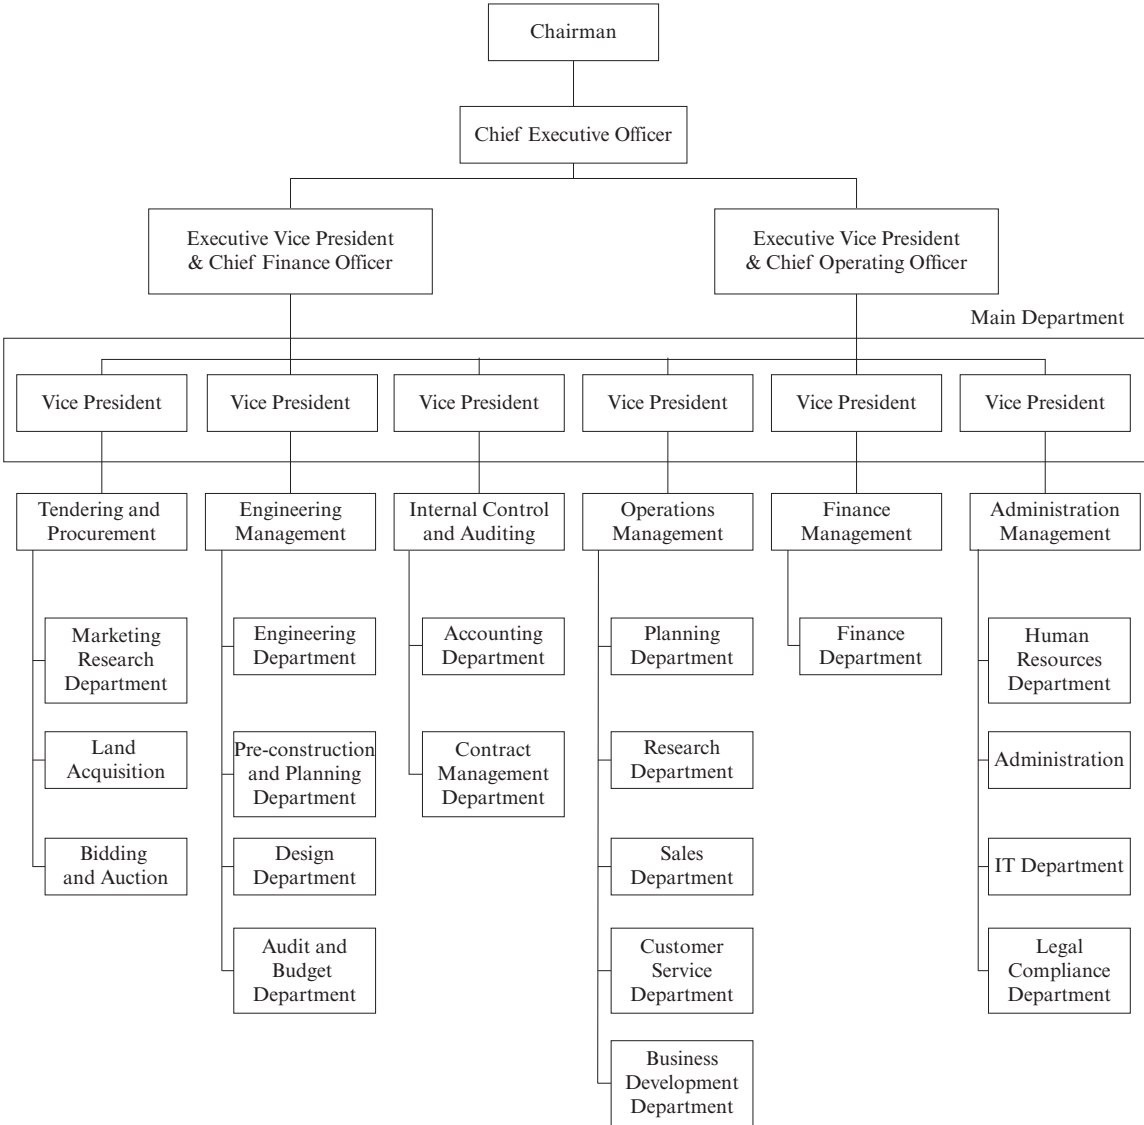 Chairman
Chief Executive Officer
Executive Vice President
& Chief Finance Officer
Executive Vice President
& Chief Operating Officer
Main Department
Vice President
Vice President
Vice President
Vice President
Vice President
Vice President
Tendering and
Procurement
Engineering
Management
Internal Control
and Auditing
Operations
Management
Finance
Management
Administration
Management
Marketing
Research
Department
Engineering
Department
Accounting
Department
Planning
Department
Finance
Department
Human
Resources
Department
Land
Acquisition
Pre-construction
and Planning
Department
Contract
Management
Department
Research
Department
Administration
Bidding
and Auction
Design
Department
Sales
Department
IT Department
Audit and
Budget
Department
Customer
Service
Department
Legal
Compliance
Department
Business
Development
Department